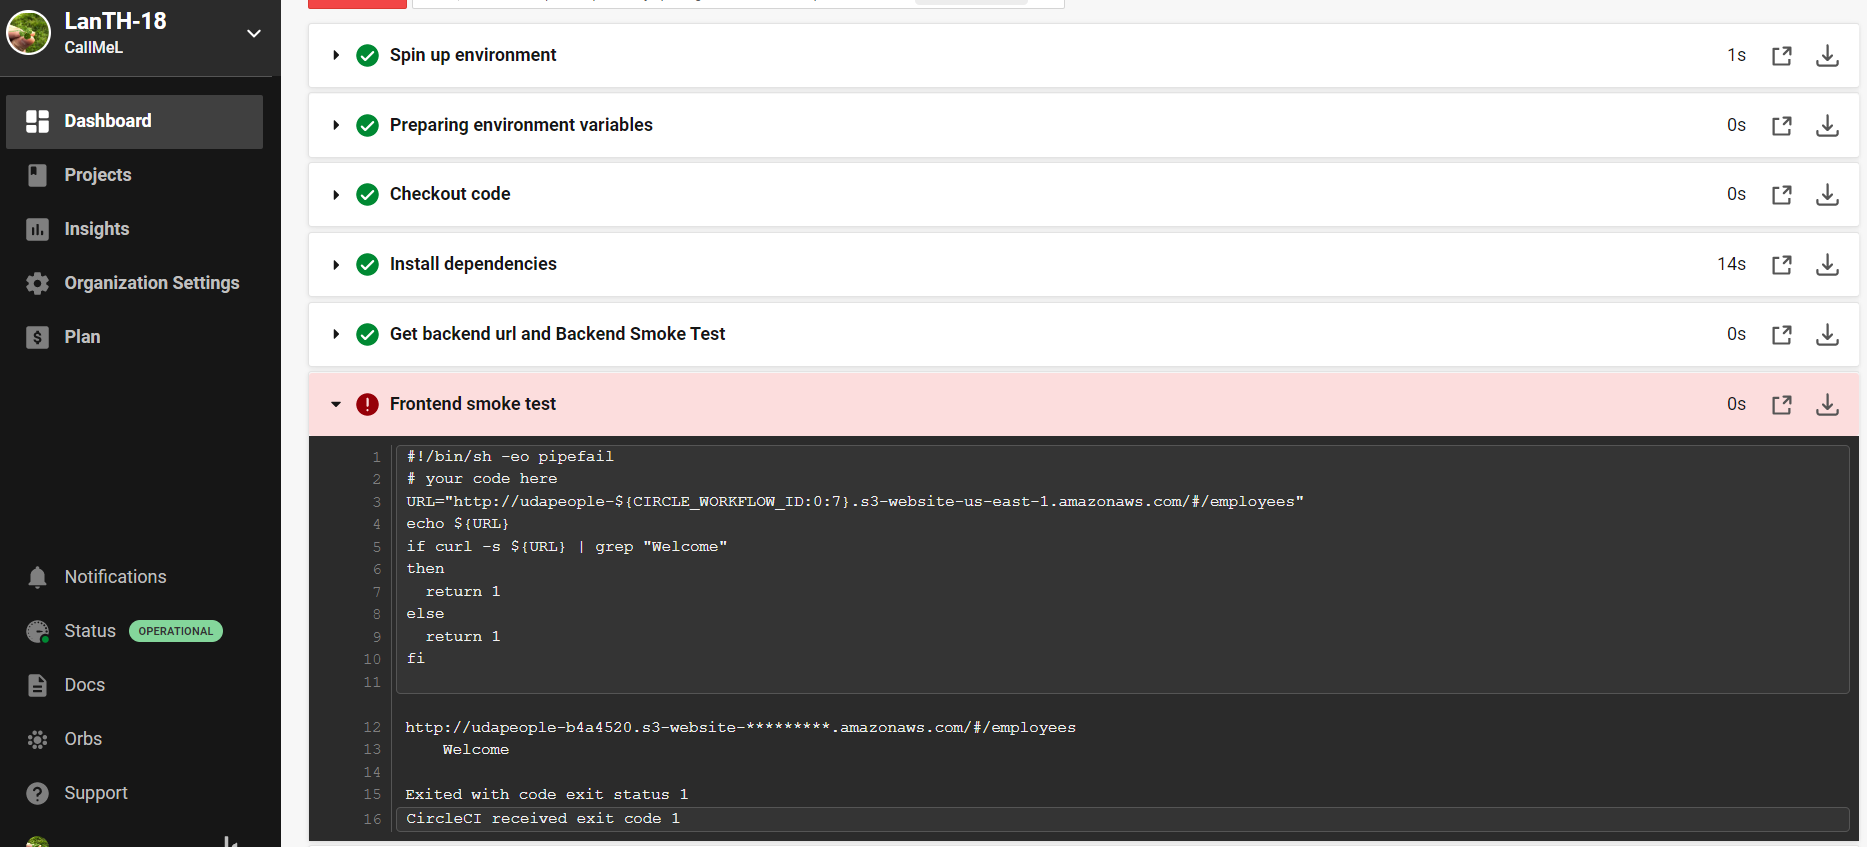 LanTH-18
CallMeL
Dashboard
Projects
Insights
Organization Settings
Plan
Notifications
Status OPERATIONAL
Docs
Orbs
Support
Spin up environment 1s
Preparing environment variables 0s
Checkout code 0s
Install dependencies 14s
Get backend url and Backend Smoke Test 0s
Frontend smoke test 0s
1 #!/bin/sh -eo pipefail
2 # your code here
3 URL="http://udapeople-${CIRCLE_WORKFLOW_ID:0:7}.s3-website-us-east-1.amazonaws.com/#/employees"
4 echo ${URL}
5 if curl -s ${URL} | grep "Welcome"
6 then
7 return 1
8 else
9 return 1
10 fi
11
12 http://udapeople-b4a4520.s3-website-*********.amazonaws.com/#/employees
13 Welcome
14
15 Exited with code exit status 1
16 CircleCI received exit code 1